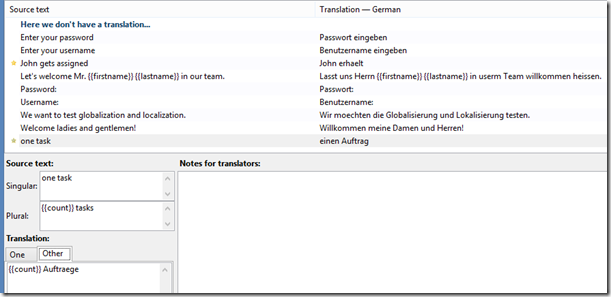 Source text Translation — German
Here we don't have a translation...
Enter your password Passwort eingeben
Enter your username Benutzername eingeben
John gets assigned John erhaelt
Let's welcome Mr. {{firstname}} {{lastname}} in our team. Lasst uns Herrn {{firstname}} {{lastname}} in userm Team willkommen heissen.
Password: Passwort:
Username: Benutzername:
We want to test globalization and localization. Wir moechten die Globalisierung und Lokalisierung testen.
Welcome ladies and gentlemen! Willkommen meine Damen und Herren!
one task einen Auftrag
Source text: Notes for translators:
Singular: one task
Plural: {{count}} tasks
Translation:
One Other
{{count}} Auftraege